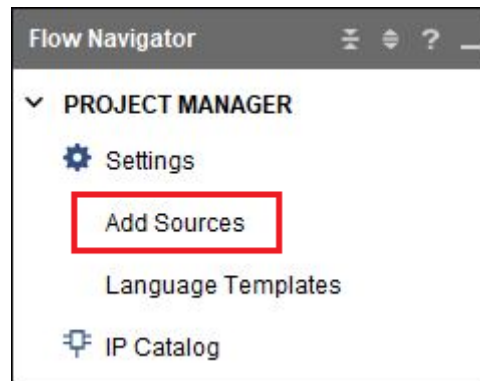 Flow Navigator ?
PROJECT MANAGER
Settings
Add Sources
Language Templates
IP Catalog